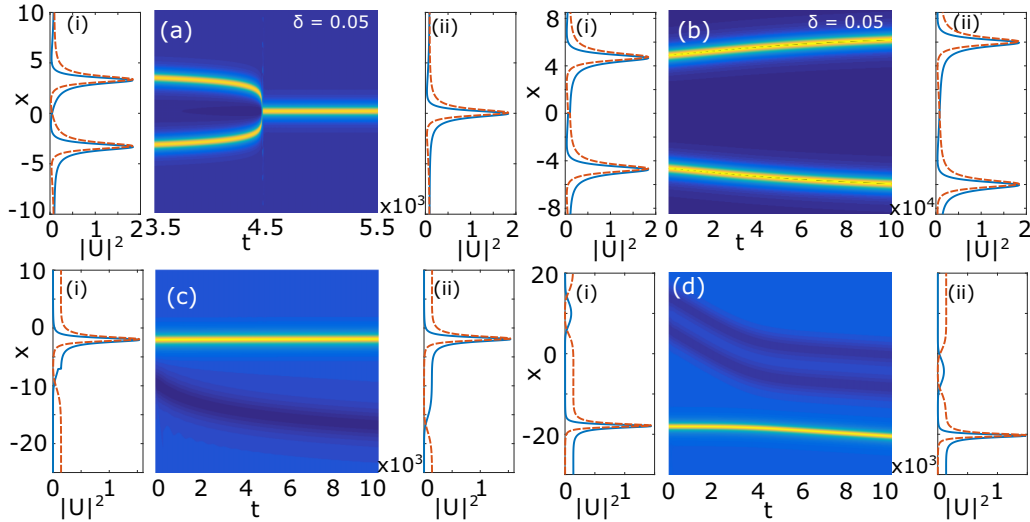 10
5
0
-5
-10
x
(i)
0 1 2
|U|²
(a)
δ = 0.05
3.5 4.5 5.5
x10³
t
(ii)
0 1 2
|U|²
8
4
0
-4
-8
x
(i)
0 1 2
|U|²
(b)
δ = 0.05
0 2 4 6 8 10
x10⁴
t
(ii)
0 1 2
|U|²
10
0
-10
-20
x
(i)
0 1
|U|²
(c)
0 2 4 6 8 10
x10³
t
(ii)
0 1
|U|²
20
0
-20
x
(i)
0 1
|U|²
(d)
0 2 4 6 8 10
x10³
t
(ii)
0 1
|U|²